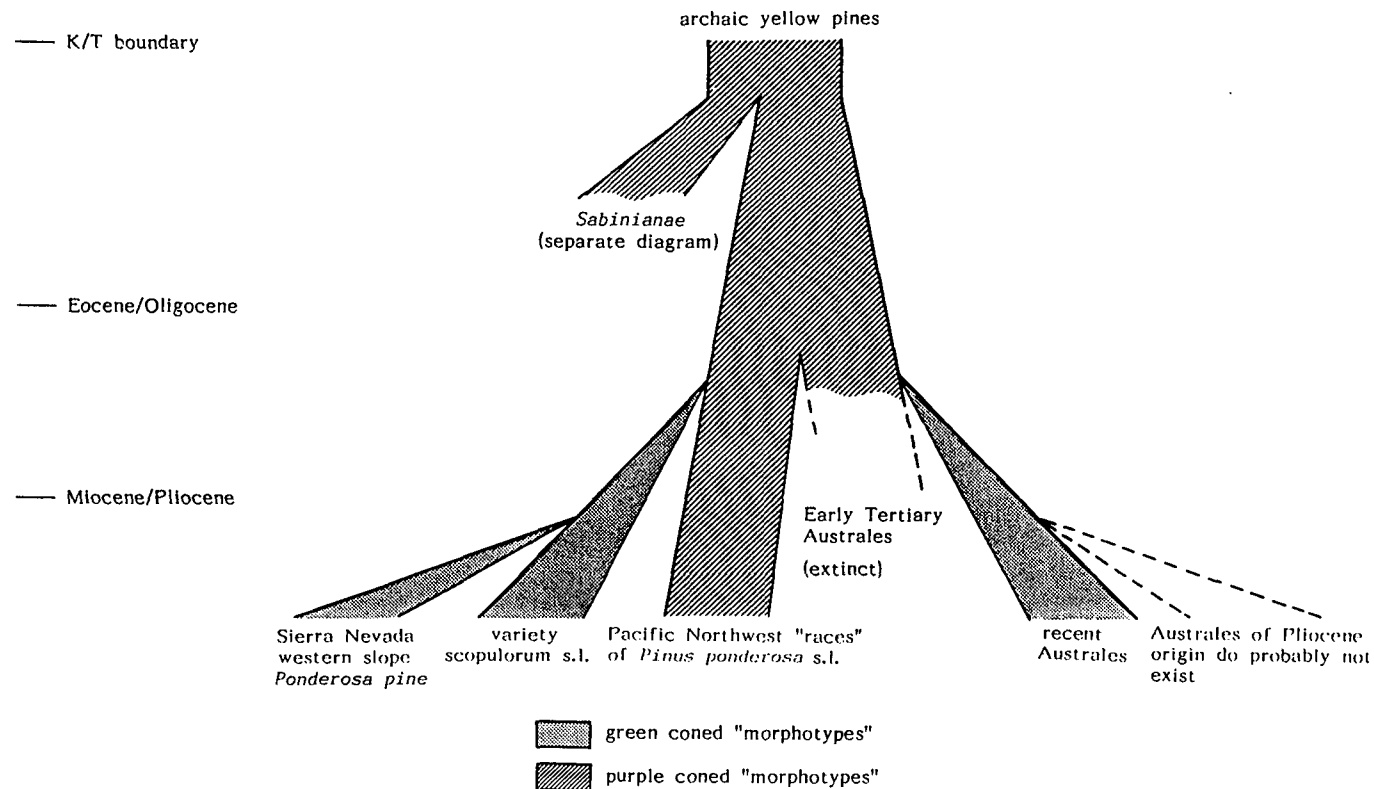 archaic yellow pines
K/T boundary
Sabinianae
(separate diagram)
Eocene/Oligocene
Miocene/Pliocene
Early Tertiary
Australes
(extinct)
Sierra Nevada
western slope
Ponderosa pine
variety
scopulorum s.l.
Pacific Northwest "races"
of Pinus ponderosa s.l.
recent
Australes
Australes of Pliocene
origin do probably not
exist
green coned "morphotypes"
purple coned "morphotypes"